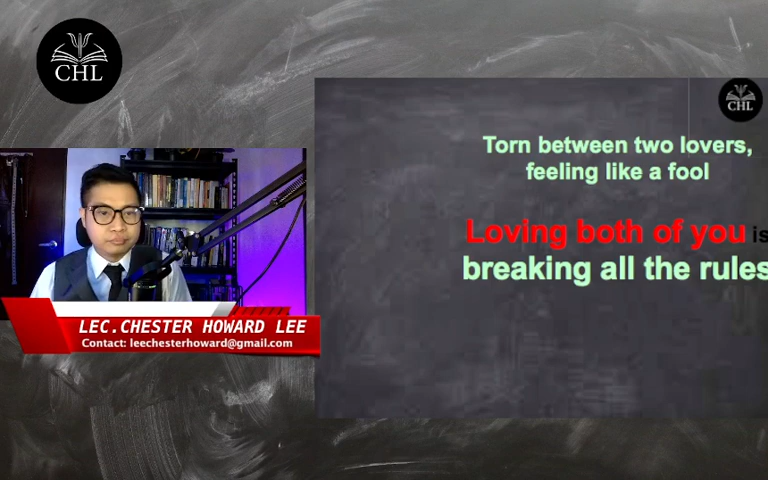 CHL
CHL
Torn between two lovers,
feeling like a fool
Loving both of you is
breaking all the rules
LEC.CHESTER HOWARD LEE
Contact: leechesterhoward@gmail.com